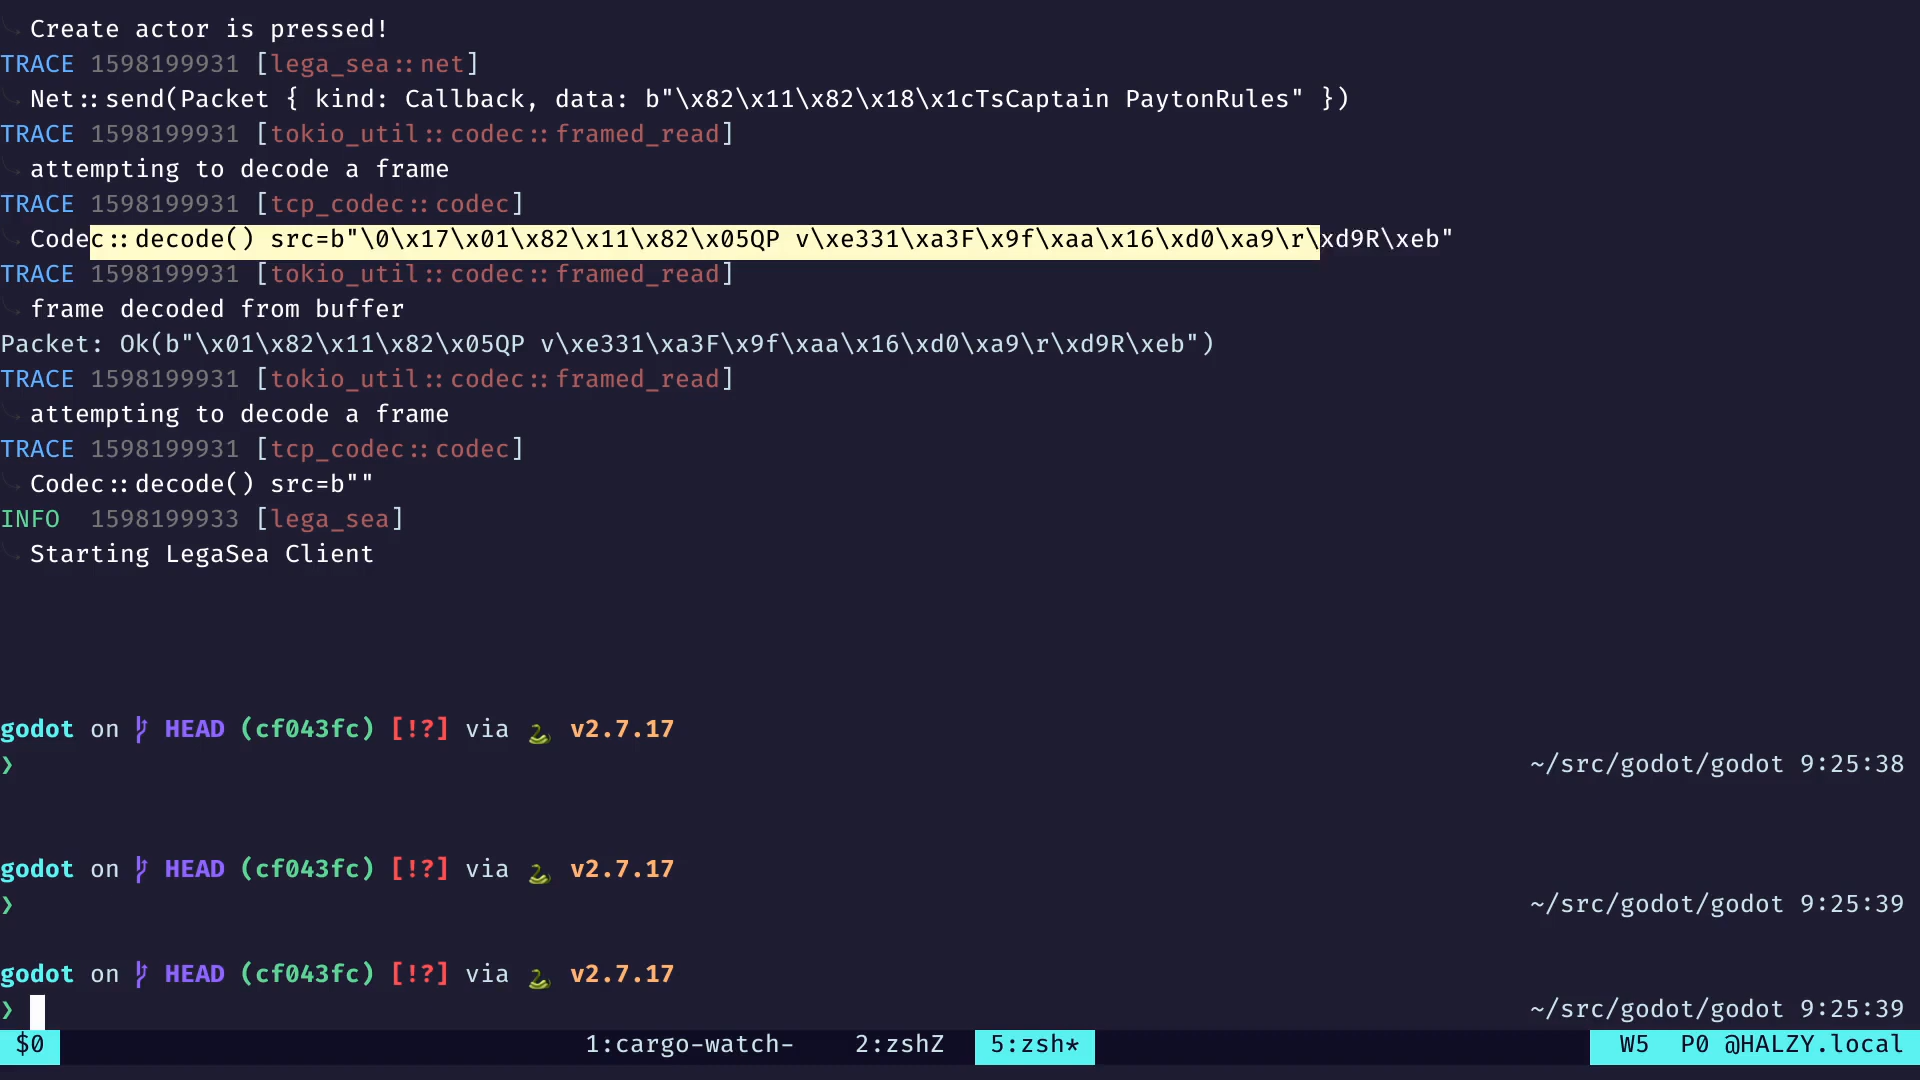 Create actor is pressed!
TRACE 1598199931 [lega_sea::net]
Net::send(Packet { kind: Callback, data: b"\x82\x11\x82\x18\x1cTsCaptain PaytonRules" })
TRACE 1598199931 [tokio_util::codec::framed_read]
attempting to decode a frame
TRACE 1598199931 [tcp_codec::codec]
Codec::decode() src=b"\0\x17\x01\x82\x11\x82\x05QP v\xe331\xa3F\x9f\xaa\x16\xd0\xa9\r\xd9R\xeb"
TRACE 1598199931 [tokio_util::codec::framed_read]
frame decoded from buffer
Packet: Ok(b"\x01\x82\x11\x82\x05QP v\xe331\xa3F\x9f\xaa\x16\xd0\xa9\r\xd9R\xeb")
TRACE 1598199931 [tokio_util::codec::framed_read]
attempting to decode a frame
TRACE 1598199931 [tcp_codec::codec]
Codec::decode() src=b""
INFO  1598199933 [lega_sea]
Starting LegaSea Client
godot on HEAD (cf043fc) [!?] via 🐍 v2.7.17
❯ ~/src/godot/godot 9:25:38
godot on HEAD (cf043fc) [!?] via 🐍 v2.7.17
❯ ~/src/godot/godot 9:25:39
godot on HEAD (cf043fc) [!?] via 🐍 v2.7.17
❯ ~/src/godot/godot 9:25:39
$0 1:cargo-watch- 2:zshZ 5:zsh* W5 P0 @HALZY.local